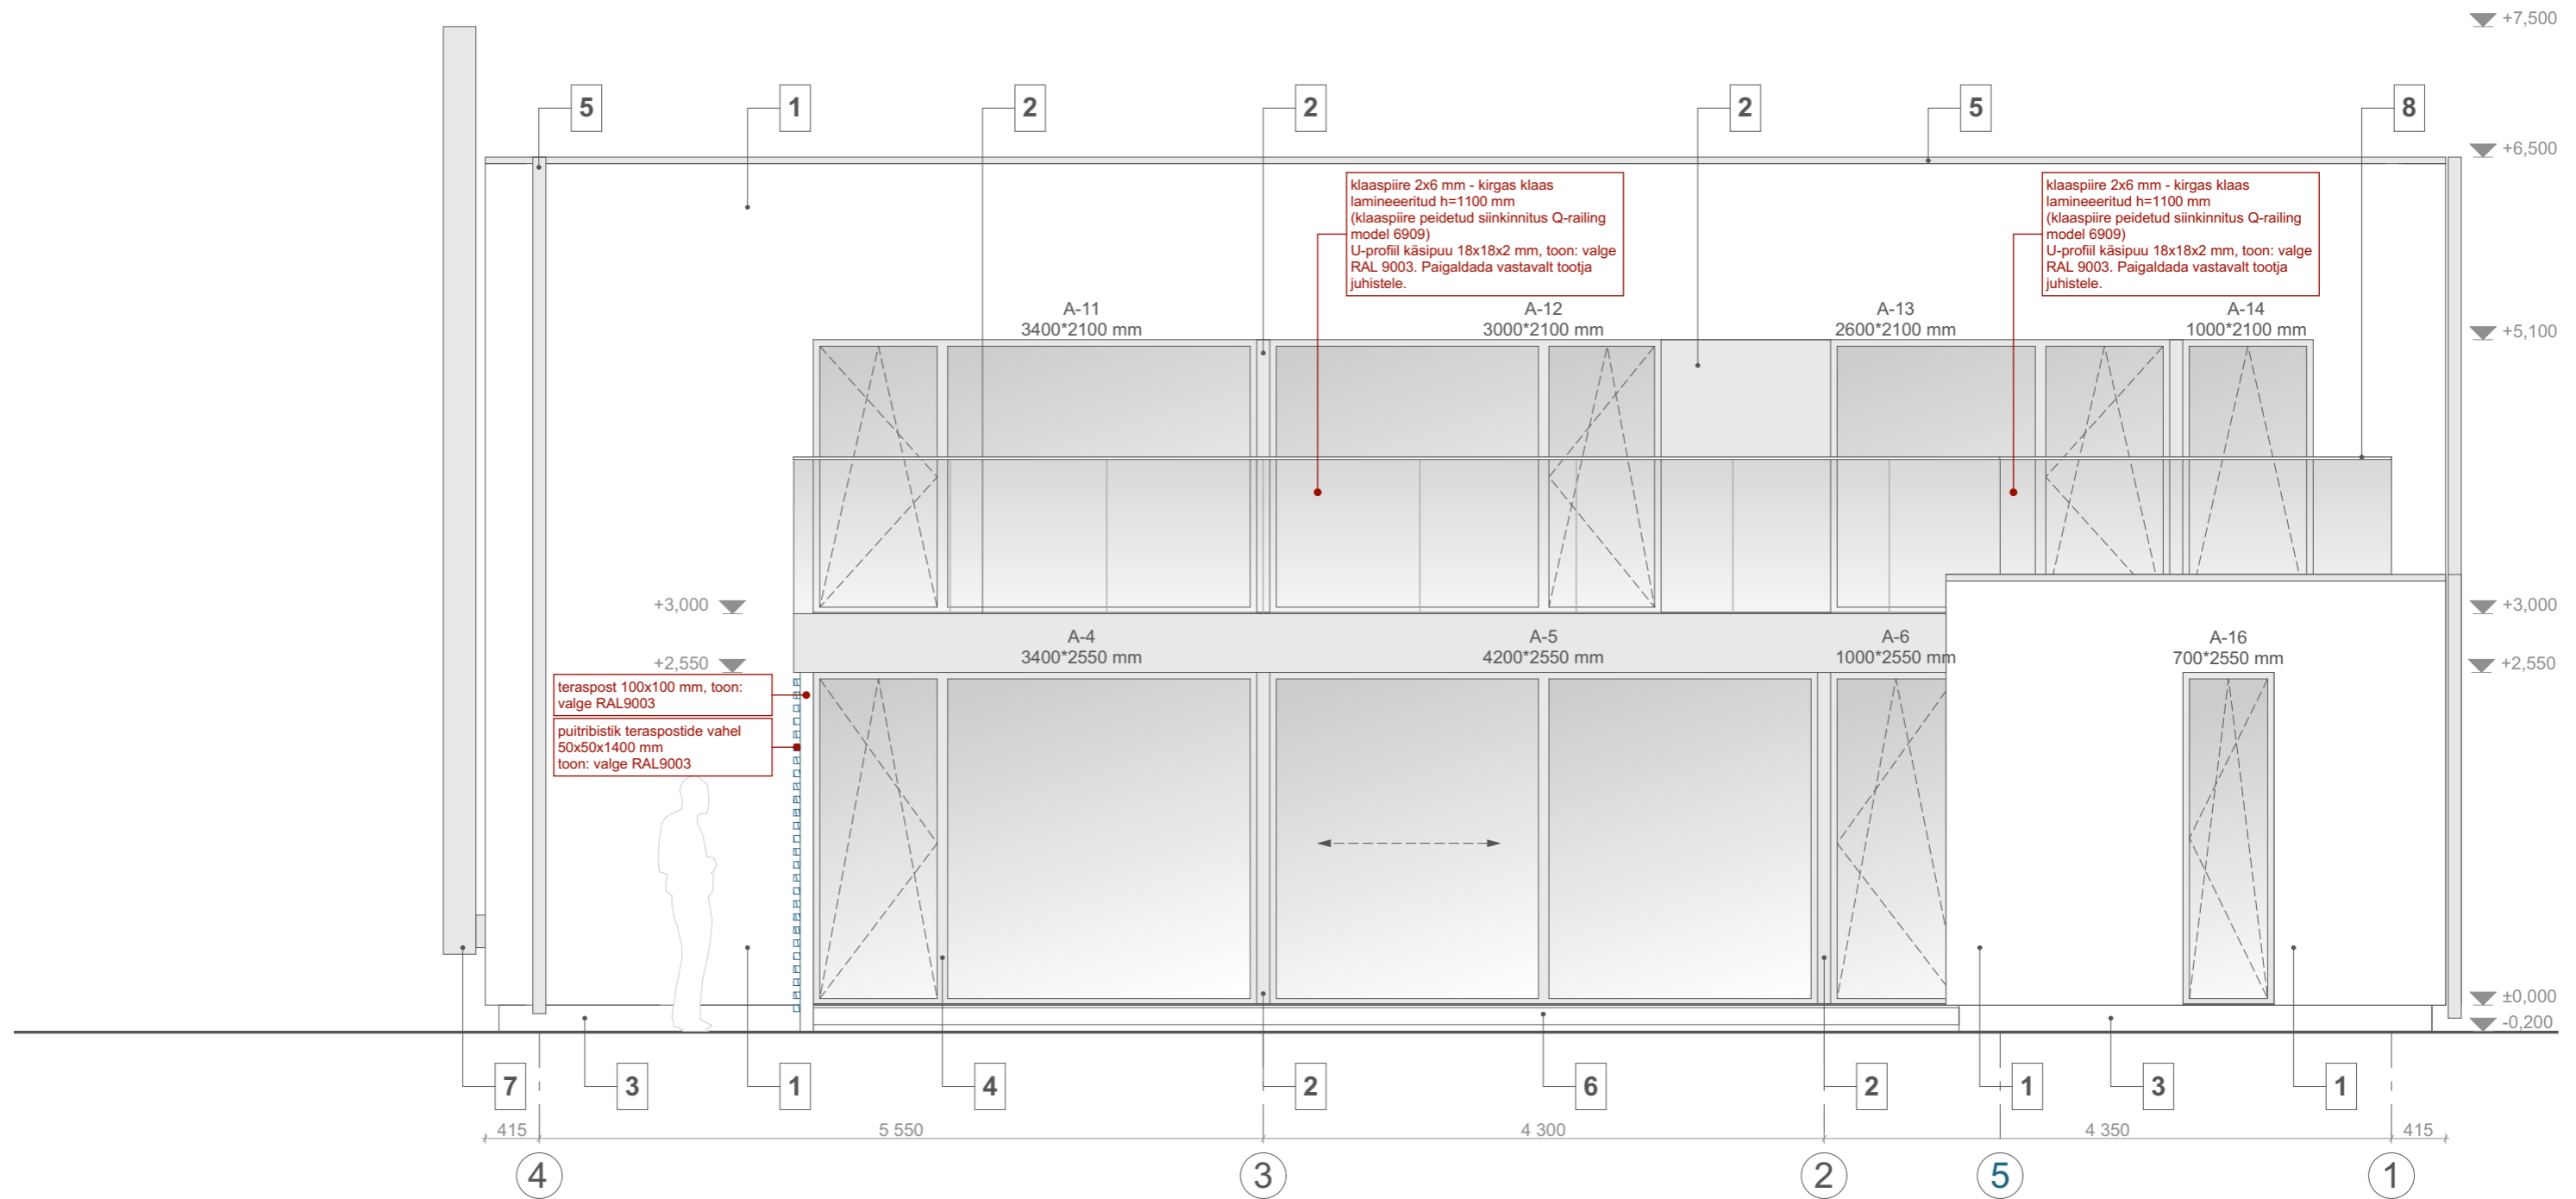 +7,500
5
1
2
2
2
5
8
+6,500
klaaspiire 2x6 mm - kirgas klaas
lamineeeritud h=1100 mm
(klaaspiire peidetud siinkinnitus Q-railing
model 6909)
U-profiil käsipuu 18x18x2 mm, toon: valge
RAL 9003. Paigaldada vastavalt tootja
juhistele.
klaaspiire 2x6 mm - kirgas klaas
lamineeeritud h=1100 mm
(klaaspiire peidetud siinkinnitus Q-railing
model 6909)
U-profiil käsipuu 18x18x2 mm, toon: valge
RAL 9003. Paigaldada vastavalt tootja
juhistele.
A-11
3400*2100 mm
A-12
3000*2100 mm
A-13
2600*2100 mm
A-14
1000*2100 mm
+5,100
+3,000
+3,000
A-4
3400*2550 mm
A-5
4200*2550 mm
A-6
1000*2550 mm
A-16
700*2550 mm
+2,550
+2,550
teraspost 100x100 mm, toon:
valge RAL9003
puitribistik teraspostide vahel
50x50x1400 mm
toon: valge RAL9003
±0,000
-0,200
7
3
1
4
2
6
2
1
3
1
415
5 550
4 300
4 350
415
4
3
2
5
1